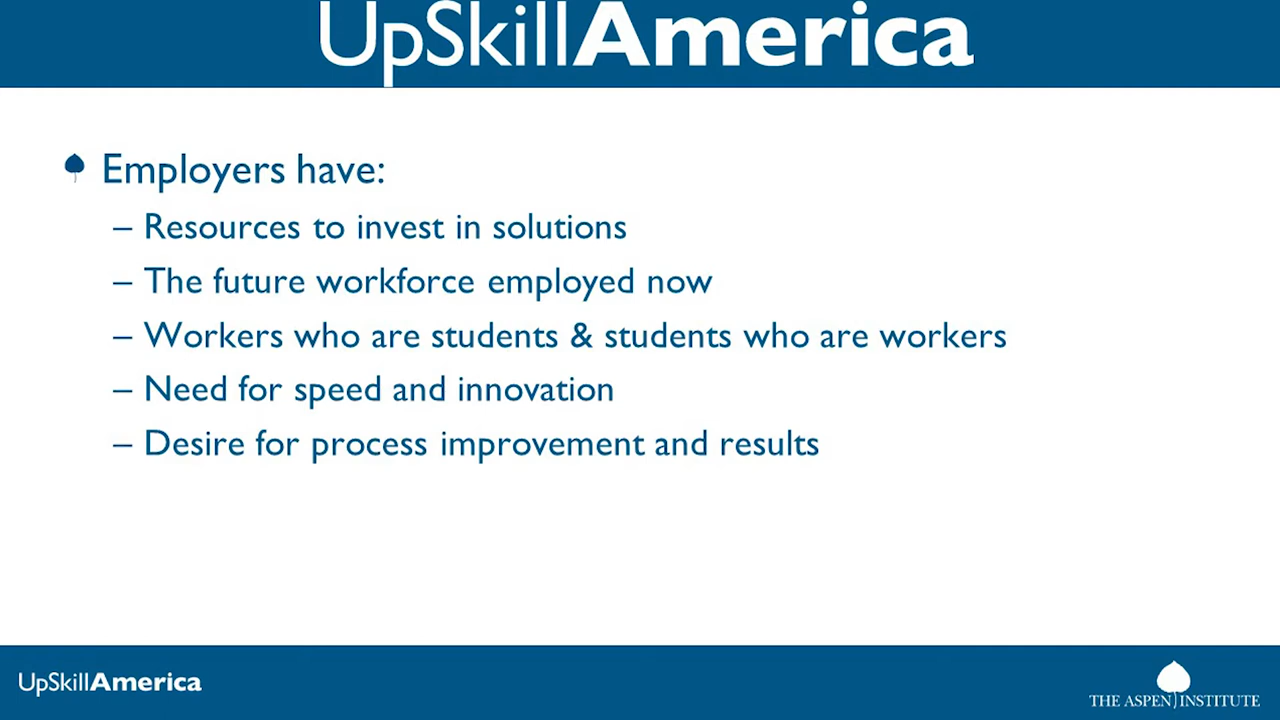 UpSkillAmerica
Employers have:
– Resources to invest in solutions
– The future workforce employed now
– Workers who are students & students who are workers
– Need for speed and innovation
– Desire for process improvement and results
UpSkillAmerica
THE ASPEN INSTITUTE